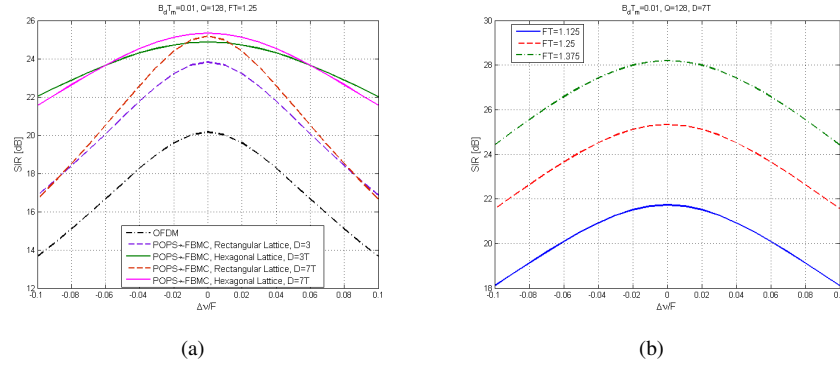 B_dT_m=0.01, Q=128, FT=1.25
26
25
24
22
20
18
16
14
12
SIR [dB]
OFDM
POPS-FBMC, Rectangular Lattice, D=3
POPS-FBMC, Hexagonal Lattice, D=3T
POPS-FBMC, Rectangular Lattice, D=7T
POPS-FBMC, Hexagonal Lattice, D=7T
-0.1 -0.08 -0.06 -0.04 -0.02 0 0.02 0.04 0.06 0.08 0.1
Δν/F
(a)
B_dT_m=0.01, Q=128, D=7T
30
28
26
24
22
20
18
SIR [dB]
FT=1.125
FT=1.25
FT=1.375
-0.1 -0.08 -0.06 -0.04 -0.02 0 0.02 0.04 0.06 0.08 0.1
Δν/F
(b)